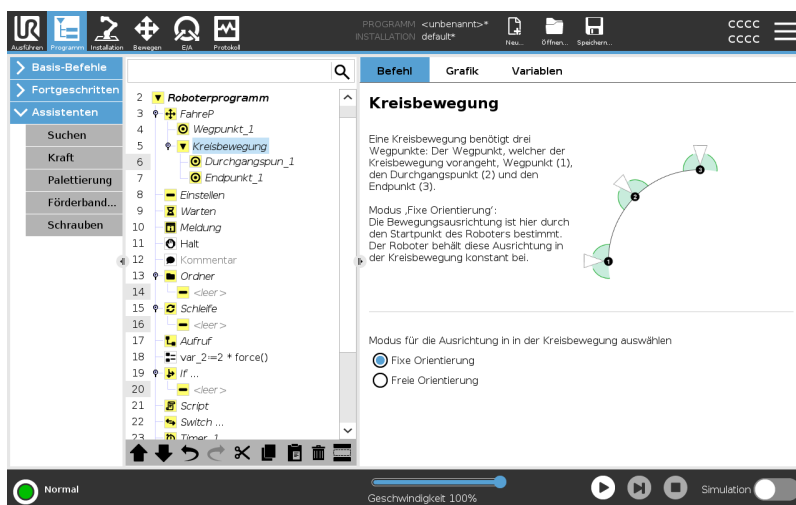 UR
Ausführen
Programm
Installation
Bewegen
E/A
Protokoll
PROGRAMM <unbenannt>*
INSTALLATION default*
Neu...
Öffnen...
Speichern...
CCCC
CCCC
Basis-Befehle
Fortgeschritten
Assistenten
Suchen
Kraft
Palettierung
Förderband...
Schrauben
2 Roboterprogramm
3 FahreP
4 Wegpunkt_1
5 Kreisbewegung
6 Durchgangspun_1
7 Endpunkt_1
8 Einstellen
9 Warten
10 Meldung
11 Halt
12 Kommentar
13 Ordner
14 <leer>
15 Schleife
16 <leer>
17 Aufruf
18 var_2:=2 * force()
19 If ...
20 <leer>
21 Script
22 Switch ...
23 Timer_1
Befehl Grafik Variablen
Kreisbewegung
Eine Kreisbewegung benötigt drei
Wegpunkte: Der Wegpunkt, welcher der
Kreisbewegung vorangeht, Wegpunkt (1),
den Durchgangspunkt (2) und den
Endpunkt (3).
Modus ‚Fixe Orientierung‘:
Die Bewegungsausrichtung ist hier durch
den Startpunkt des Roboters bestimmt.
Der Roboter behält diese Ausrichtung in
der Kreisbewegung konstant bei.
3
2
1
Modus für die Ausrichtung in in der Kreisbewegung auswählen
Fixe Orientierung
Freie Orientierung
Normal
Geschwindigkeit 100%
Simulation